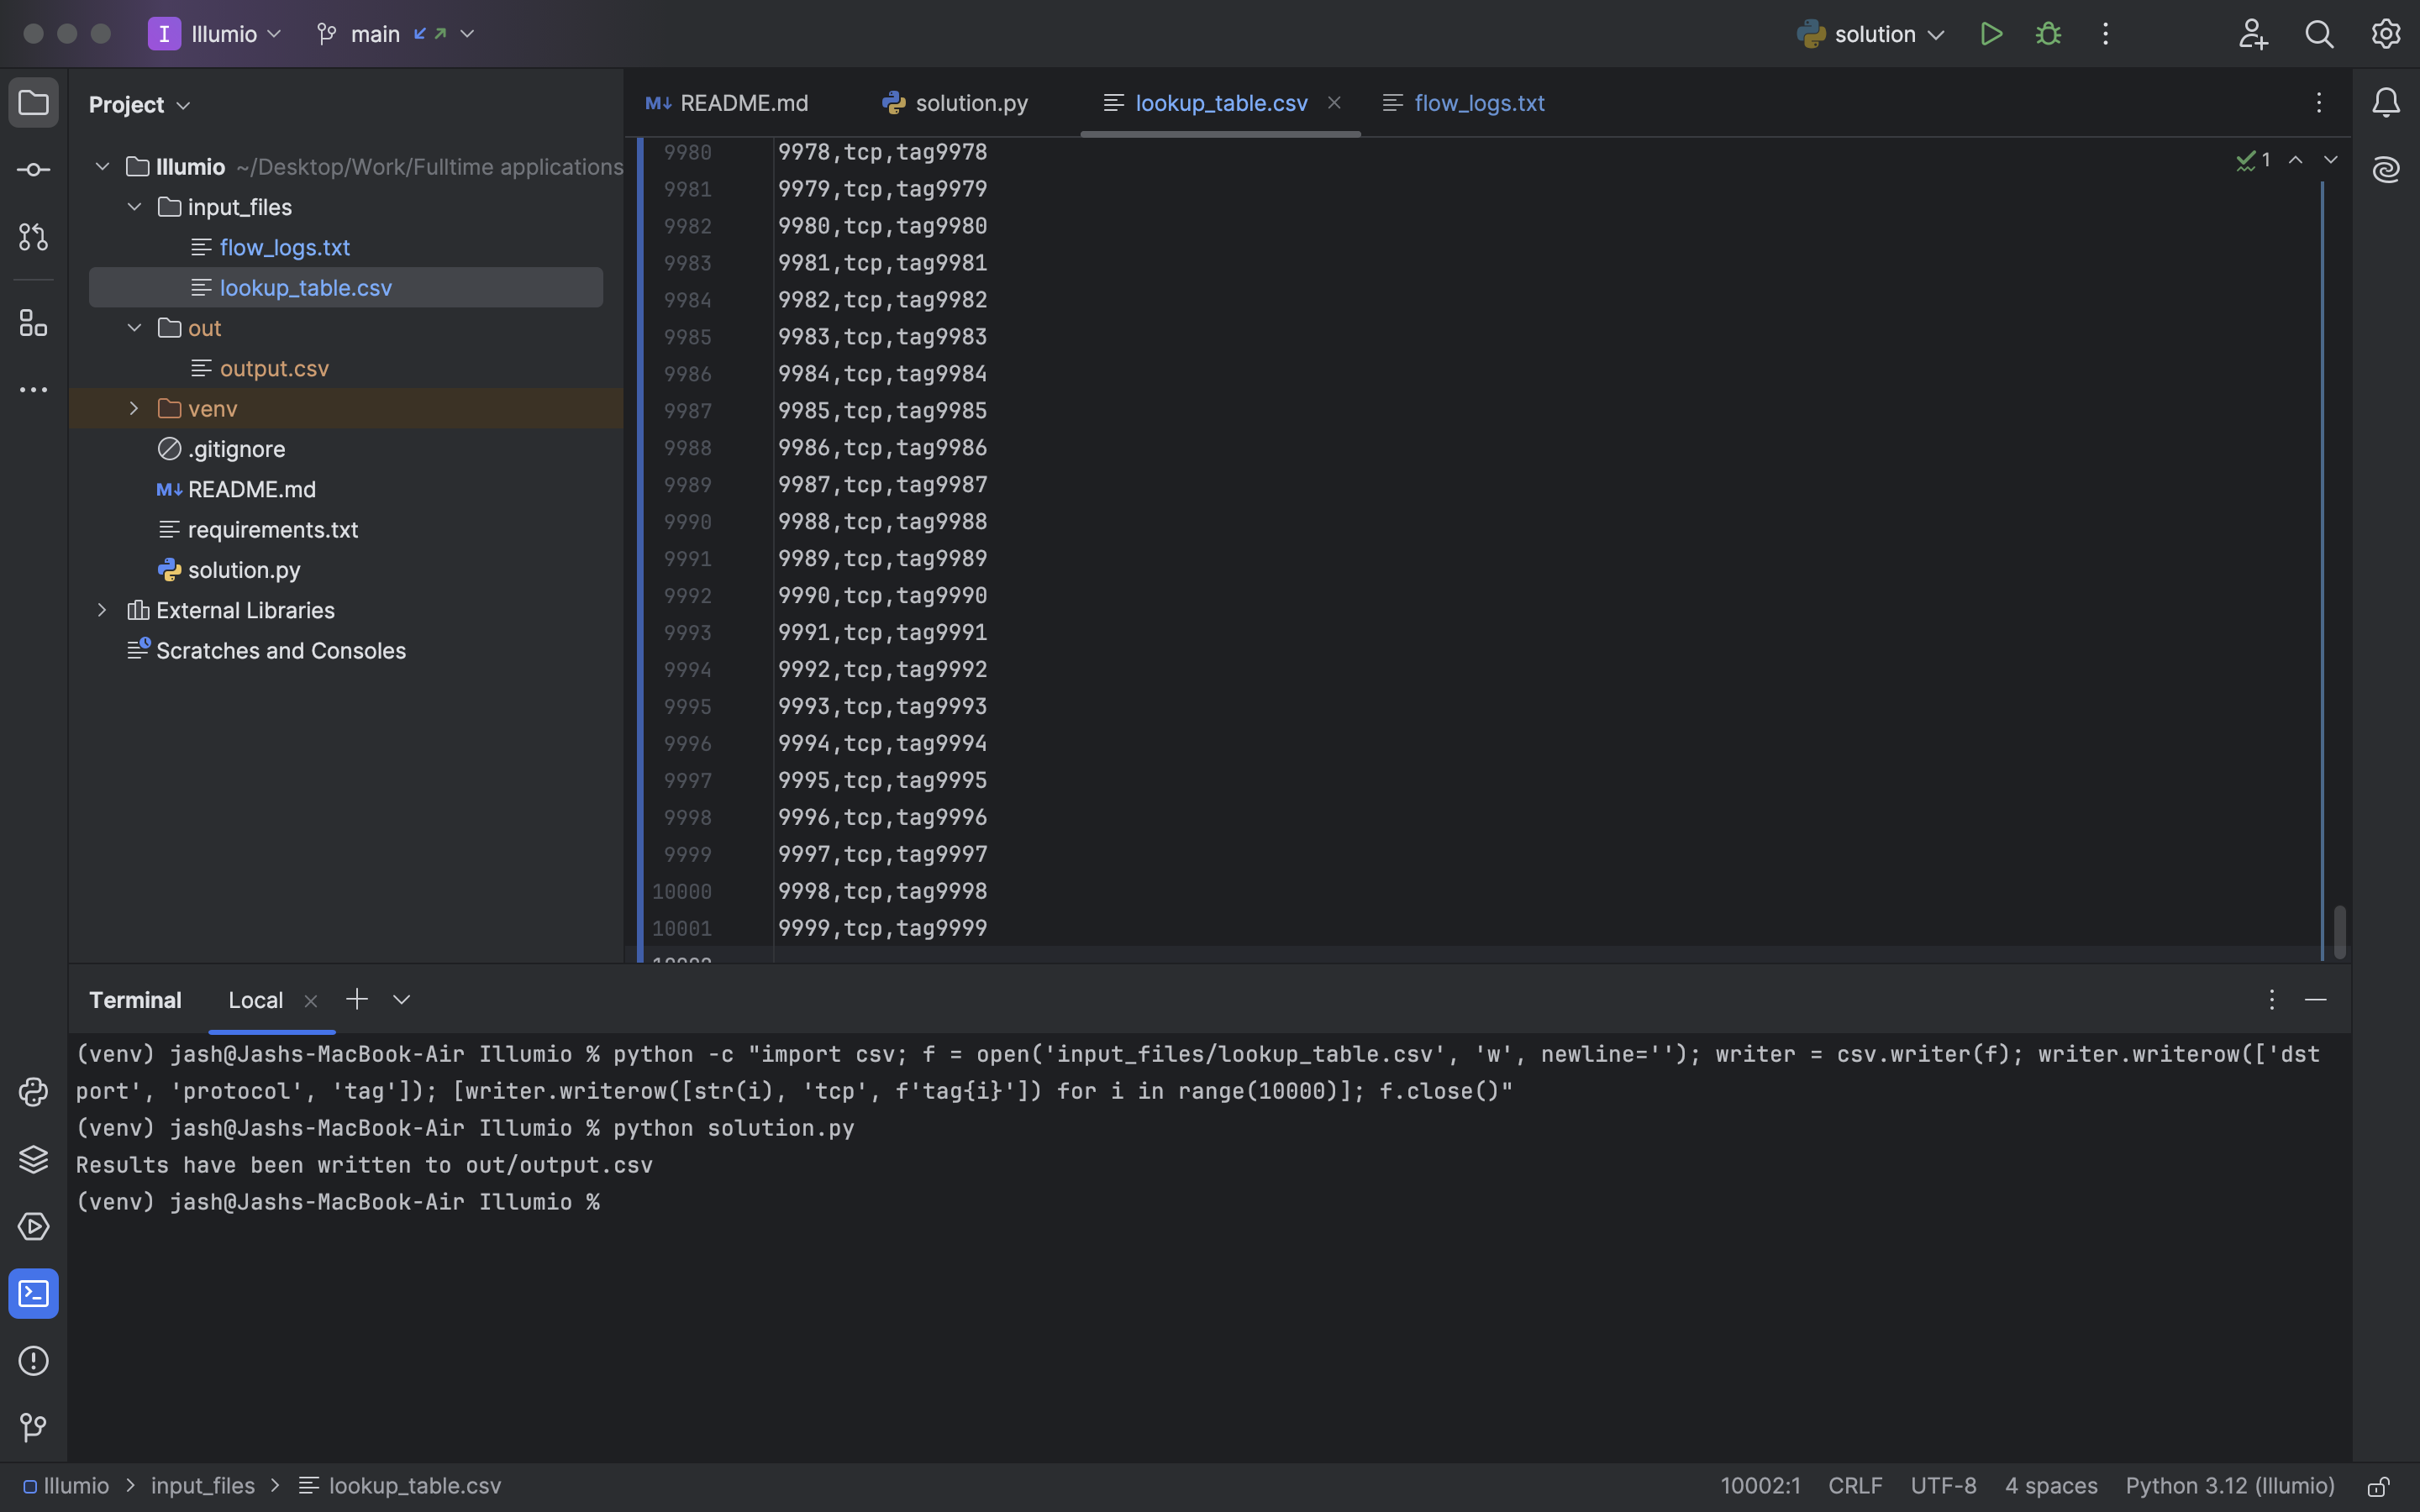 I Illumio main solution
Project
README.md solution.py lookup_table.csv flow_logs.txt
Illumio ~/Desktop/Work/Fulltime applications
input_files
flow_logs.txt
lookup_table.csv
out
output.csv
venv
.gitignore
M↓ README.md
requirements.txt
solution.py
External Libraries
Scratches and Consoles
1
9980 9978,tcp,tag9978
9981 9979,tcp,tag9979
9982 9980,tcp,tag9980
9983 9981,tcp,tag9981
9984 9982,tcp,tag9982
9985 9983,tcp,tag9983
9986 9984,tcp,tag9984
9987 9985,tcp,tag9985
9988 9986,tcp,tag9986
9989 9987,tcp,tag9987
9990 9988,tcp,tag9988
9991 9989,tcp,tag9989
9992 9990,tcp,tag9990
9993 9991,tcp,tag9991
9994 9992,tcp,tag9992
9995 9993,tcp,tag9993
9996 9994,tcp,tag9994
9997 9995,tcp,tag9995
9998 9996,tcp,tag9996
9999 9997,tcp,tag9997
10000 9998,tcp,tag9998
10001 9999,tcp,tag9999
Terminal Local
(venv) jash@Jashs-MacBook-Air Illumio % python -c "import csv; f = open('input_files/lookup_table.csv', 'w', newline=''); writer = csv.writer(f); writer.writerow(['dst
port', 'protocol', 'tag']); [writer.writerow([str(i), 'tcp', f'tag{i}']) for i in range(10000)]; f.close()"
(venv) jash@Jashs-MacBook-Air Illumio % python solution.py
Results have been written to out/output.csv
(venv) jash@Jashs-MacBook-Air Illumio %
Illumio > input_files > lookup_table.csv 10002:1 CRLF UTF-8 4 spaces Python 3.12 (Illumio)